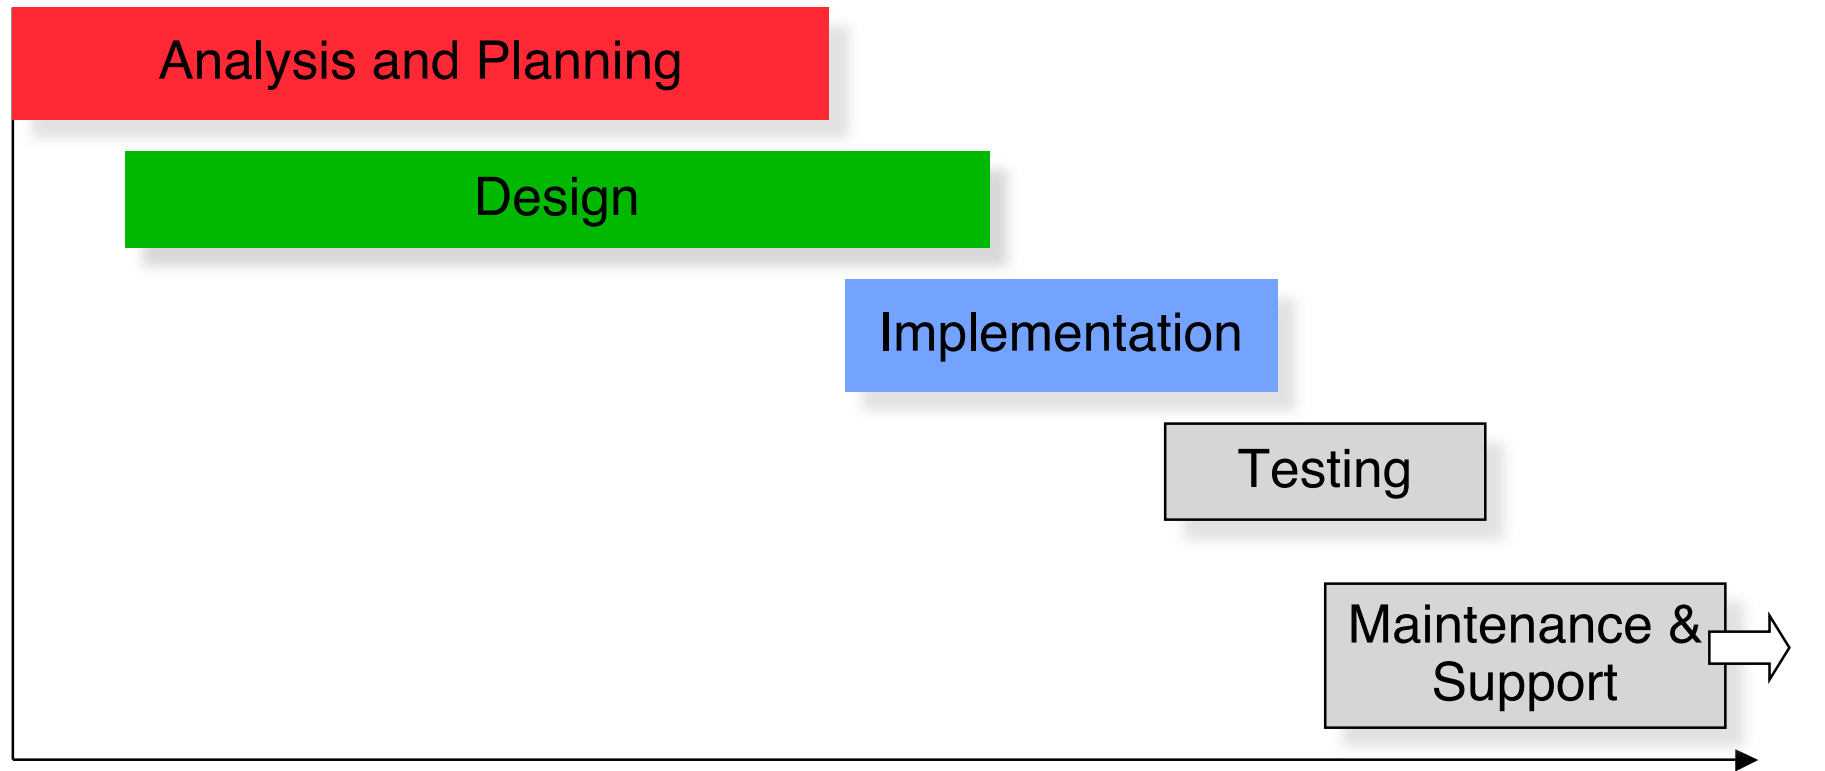 Analysis and Planning
Design
Implementation
Testing
Maintenance &
Support